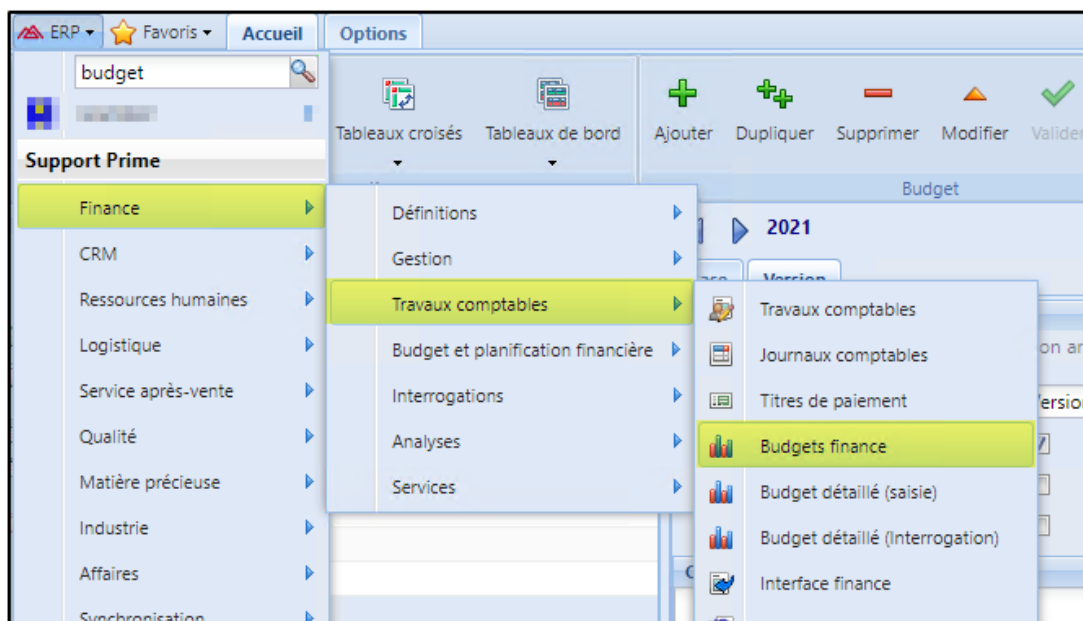 ERP Favoris Accueil Options
budget
Tableaux croisés Tableaux de bord Ajouter Dupliquer Supprimer Modifier Valider
Support Prime
Budget
Finance
CRM
Ressources humaines
Logistique
Service après-vente
Qualité
Matière précieuse
Industrie
Affaires
Synchronisation
Définitions
Gestion
Travaux comptables
Budget et planification financière
Interrogations
Analyses
Services
2021
Version
Travaux comptables
Journaux comptables
Titres de paiement
Budgets finance
Budget détaillé (saisie)
Budget détaillé (Interrogation)
Interface finance